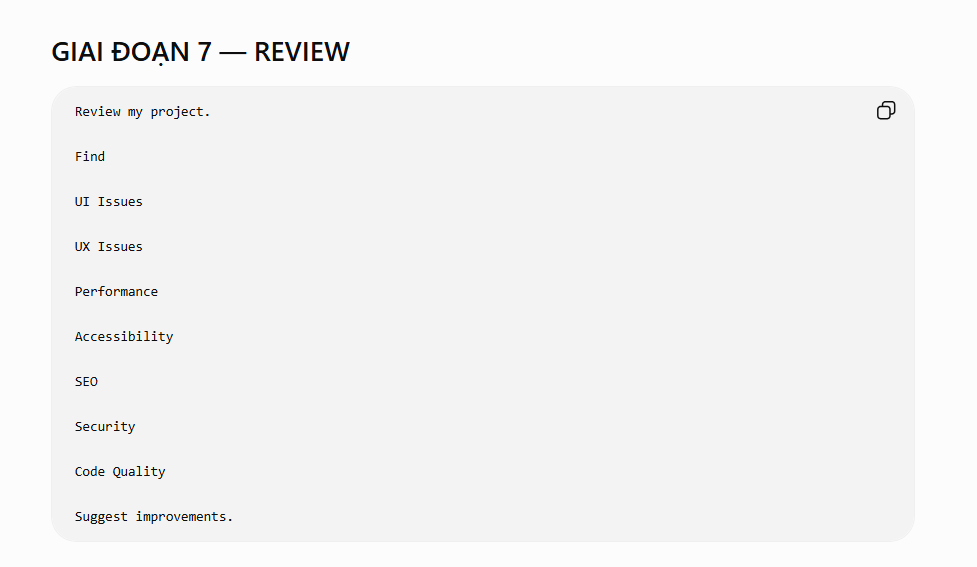 GIAI ĐOẠN 7 — REVIEW
Review my project.
Find
UI Issues
UX Issues
Performance
Accessibility
SEO
Security
Code Quality
Suggest improvements.